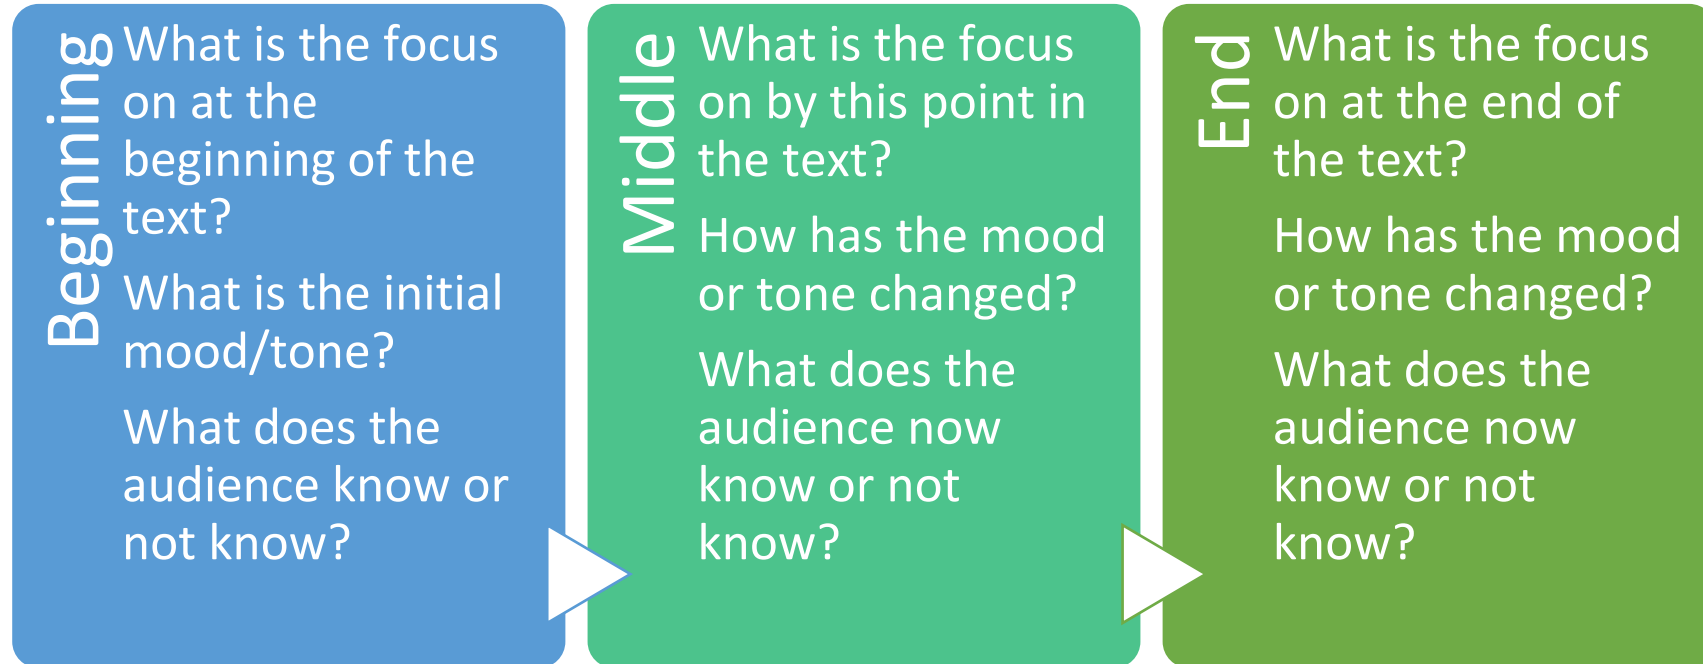 Beginning
What is the focus
on at the
beginning of the
text?
What is the initial
mood/tone?
What does the
audience know or
not know?
Middle
What is the focus
on by this point in
the text?
How has the mood
or tone changed?
What does the
audience now
know or not
know?
End
What is the focus
on at the end of
the text?
How has the mood
or tone changed?
What does the
audience now
know or not
know?